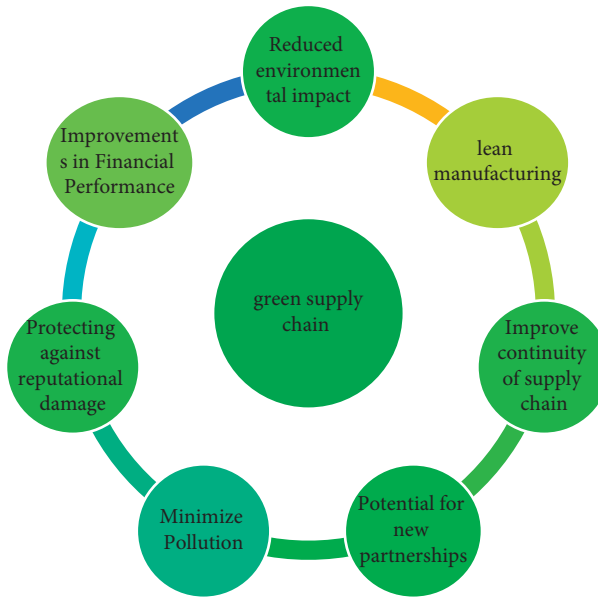 Reduced
environmen
tal impact
lean
manufacturing
Improve
continuity
of supply
chain
Potential for
new
partnerships
Minimize
Pollution
Protecting
against
reputational
damage
Improvement
s in Financial
Performance
green supply
chain